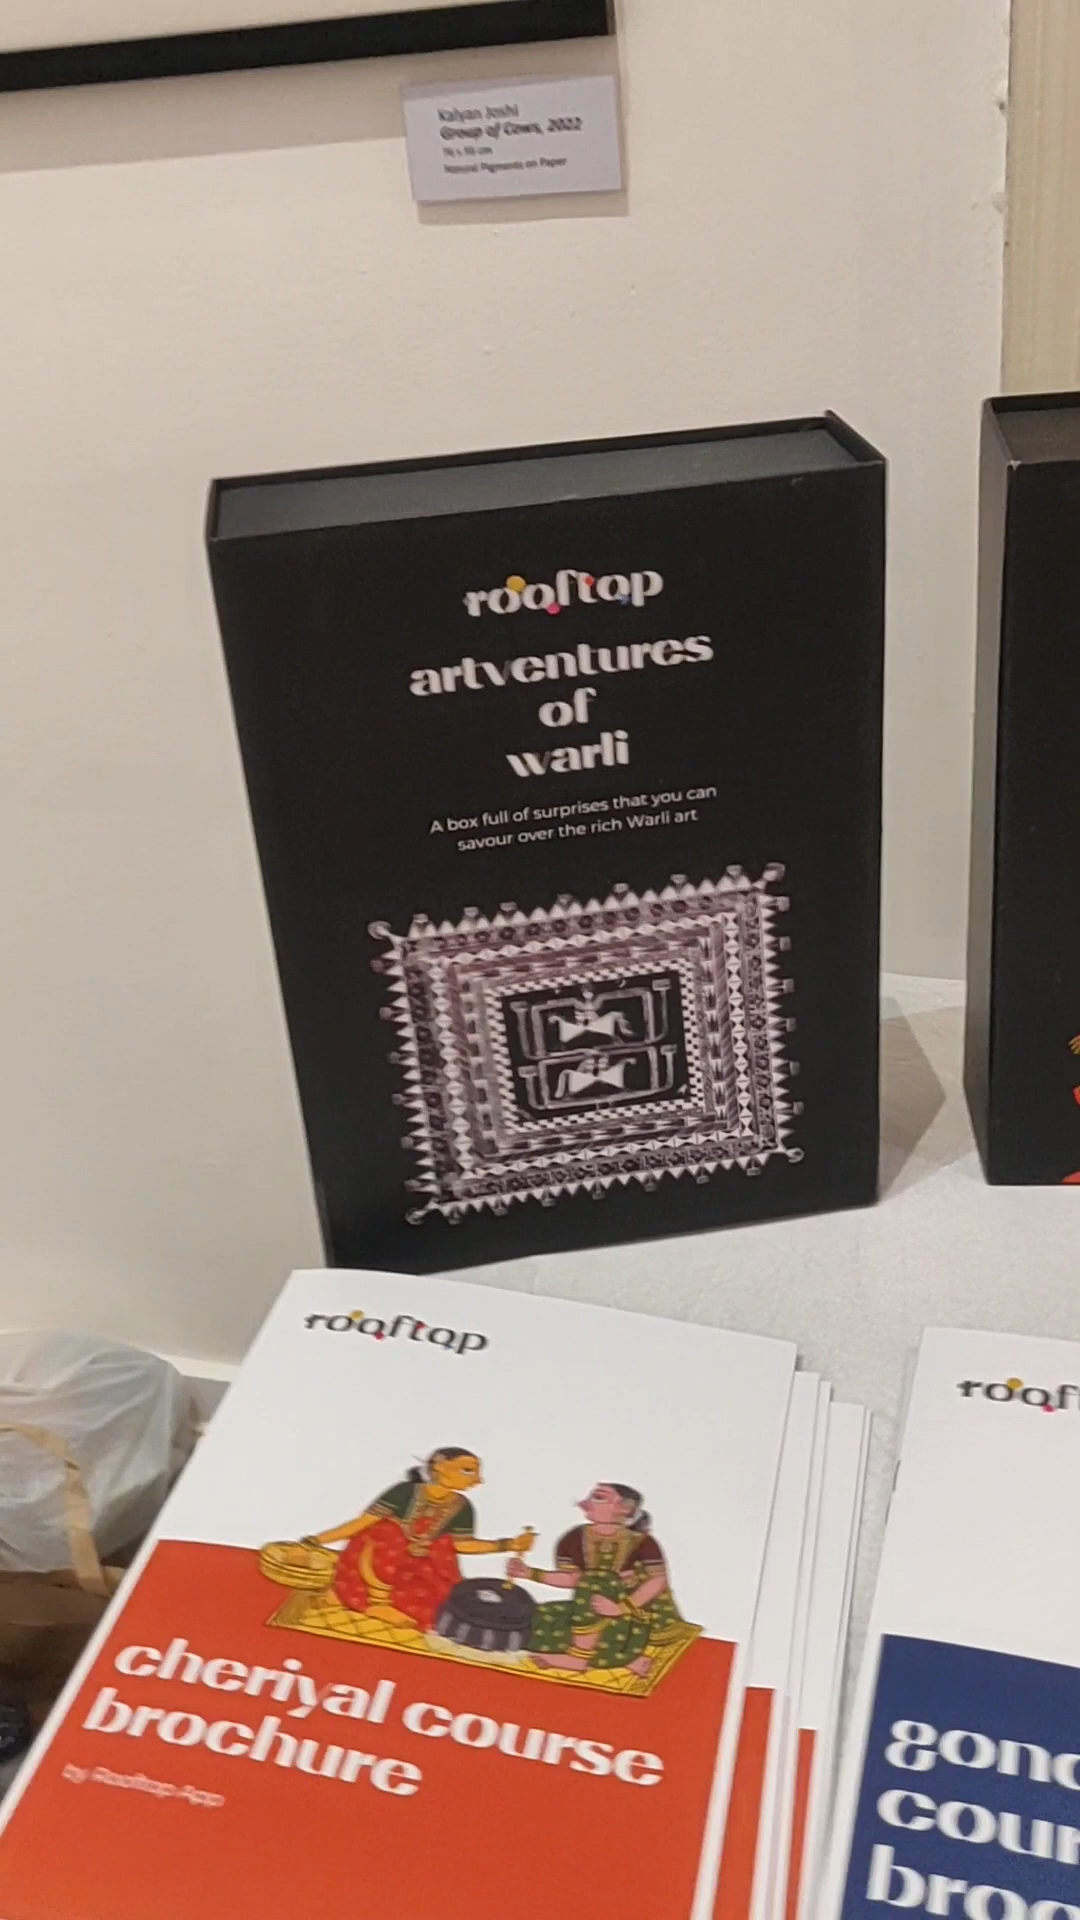 Kalyan Joshi
Group of Cows, 2022
Natural Pigments on Paper
rooftop
artventures
of
warli
A box full of surprises that you can
savour over the rich Warli art
rooftop
cheriyal course
brochure
by Rooftop App
roof
gond
cour
broc